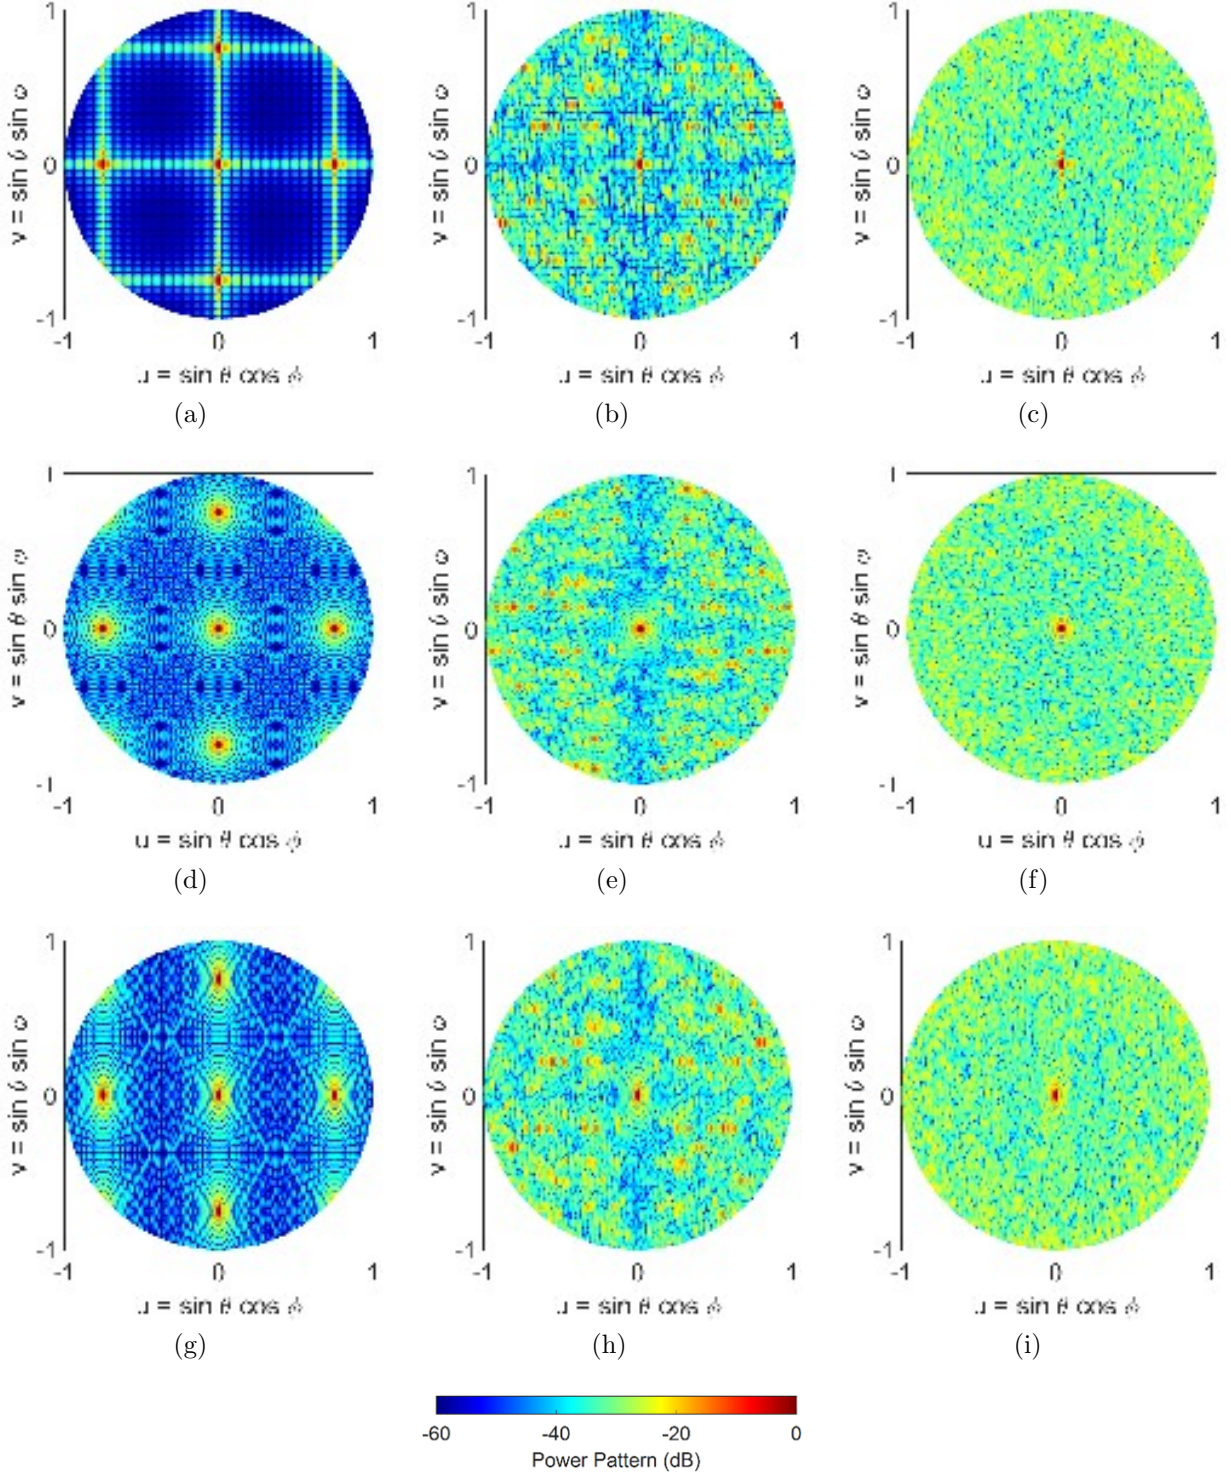 1
0
-1
v = sin θ sin φ
-1 0 1
u = sin θ cos φ
(a)
1
0
-1
v = sin θ sin φ
-1 0 1
u = sin θ cos φ
(b)
1
0
-1
v = sin θ sin φ
-1 0 1
u = sin θ cos φ
(c)
1
0
-1
v = sin θ sin φ
-1 0 1
u = sin θ cos φ
(d)
1
0
-1
v = sin θ sin φ
-1 0 1
u = sin θ cos φ
(e)
1
0
-1
v = sin θ sin φ
-1 0 1
u = sin θ cos φ
(f)
1
0
-1
v = sin θ sin φ
-1 0 1
u = sin θ cos φ
(g)
1
0
-1
v = sin θ sin φ
-1 0 1
u = sin θ cos φ
(h)
1
0
-1
v = sin θ sin φ
-1 0 1
u = sin θ cos φ
(i)
-60 -40 -20 0
Power Pattern (dB)